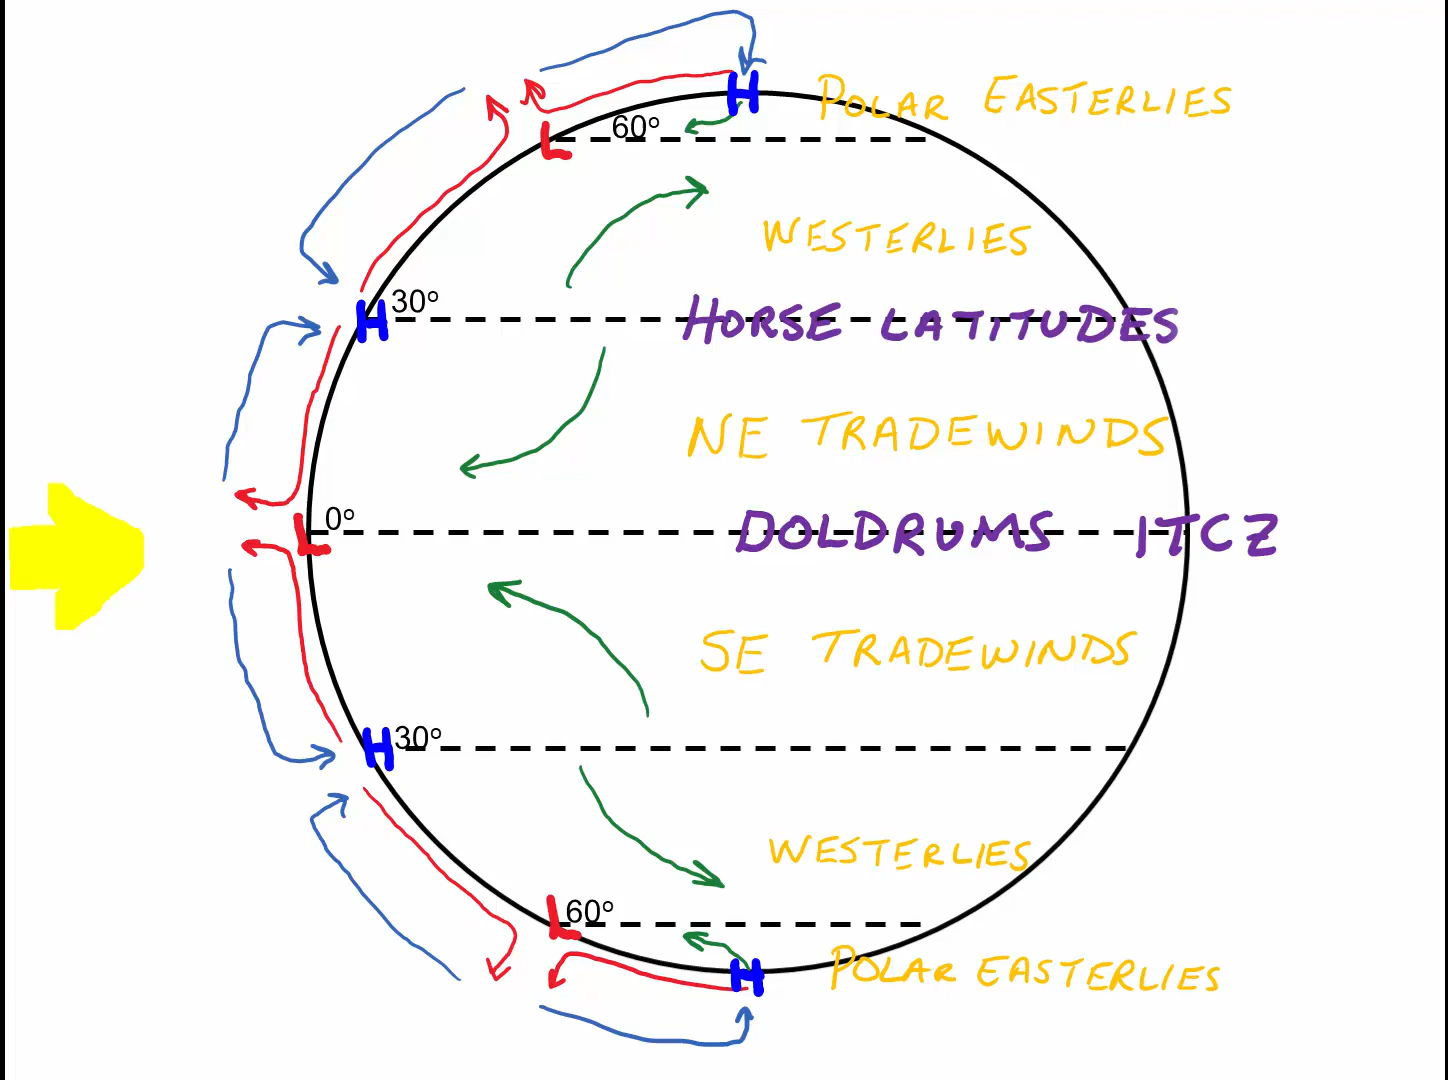 H POLAR EASTERLIES
L 60°
WESTERLIES
H 30° HORSE LATITUDES
NE TRADEWINDS
L 0° DOLDRUMS ITCZ
SE TRADEWINDS
H 30°
WESTERLIES
L 60°
H POLAR EASTERLIES